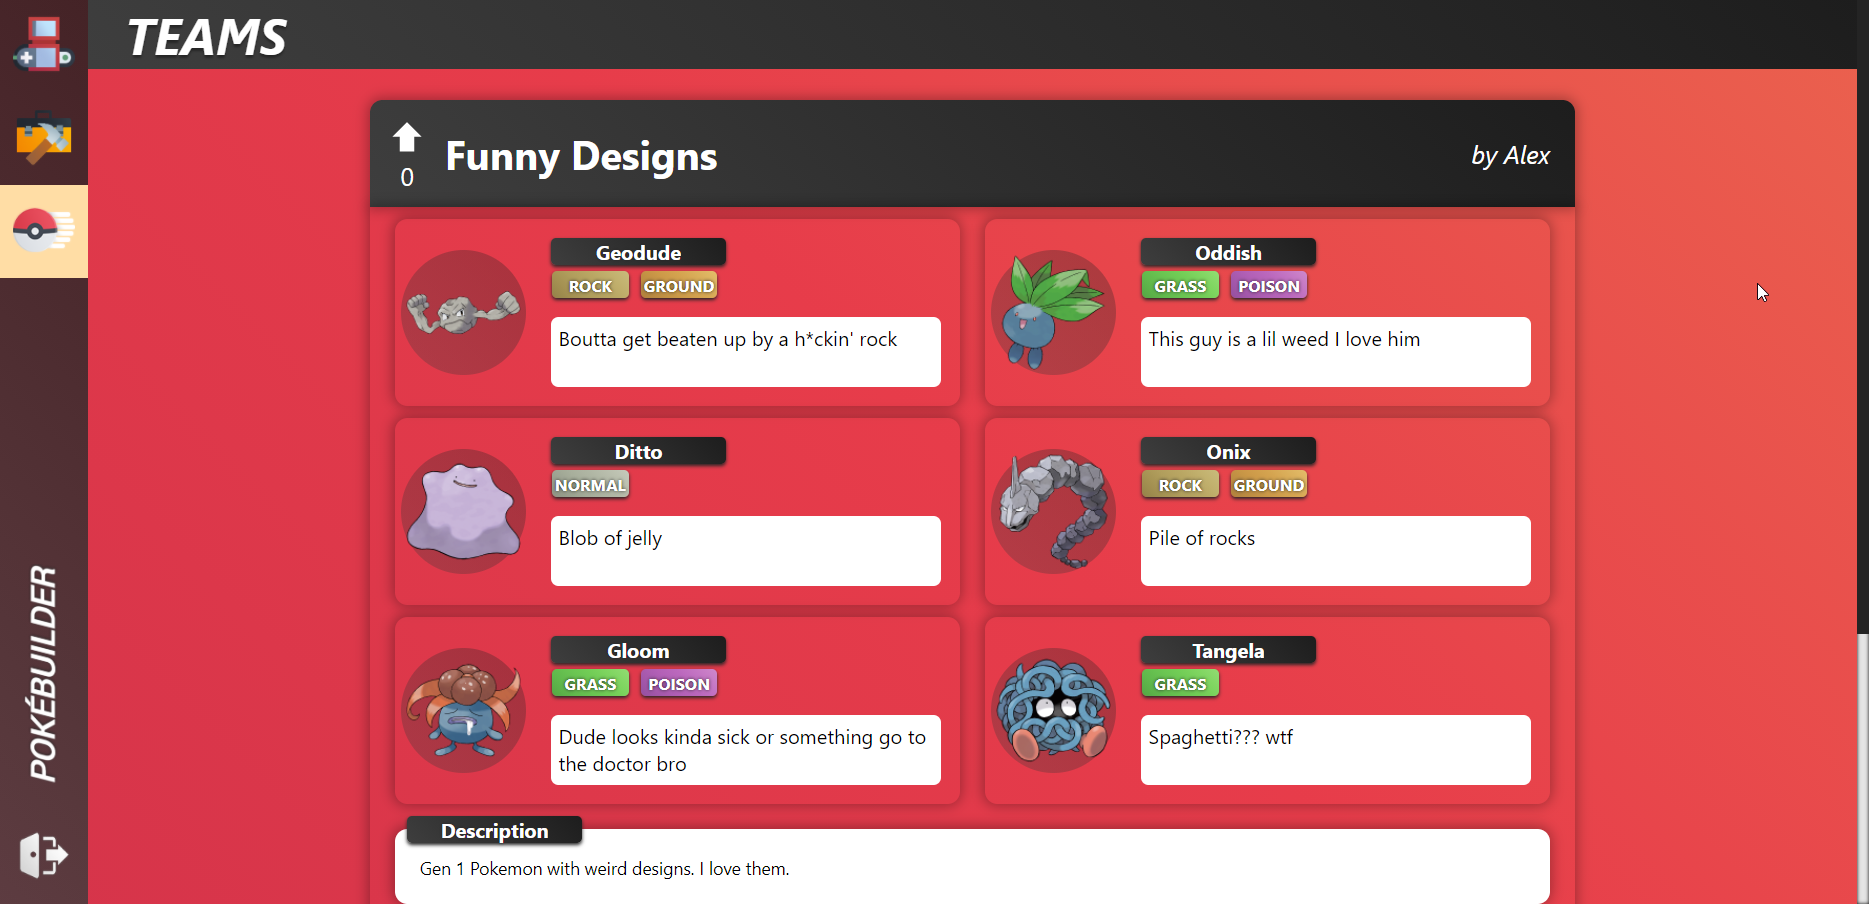 TEAMS
Funny Designs
by Alex
0
Geodude
ROCK GROUND
Boutta get beaten up by a h*ckin' rock
Oddish
GRASS POISON
This guy is a lil weed I love him
Ditto
NORMAL
Blob of jelly
Onix
ROCK GROUND
Pile of rocks
Gloom
GRASS POISON
Dude looks kinda sick or something go to
the doctor bro
Tangela
GRASS
Spaghetti??? wtf
Description
Gen 1 Pokemon with weird designs. I love them.
POKÉBUILDER